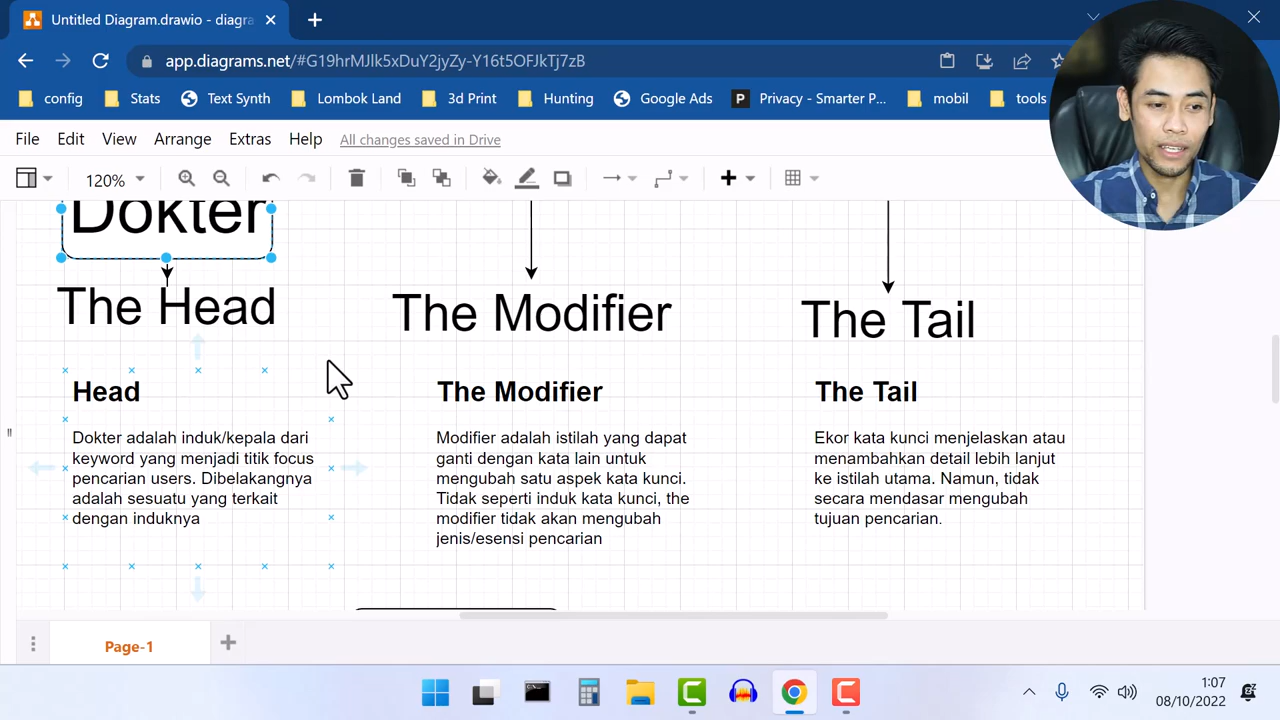 Untitled Diagram.drawio - diagra
app.diagrams.net/#G19hrMJlk5xDuY2jyZy-Y16t5OFJkTj7zB
config Stats Text Synth Lombok Land 3d Print Hunting Google Ads Privacy - Smarter P... mobil tools
File Edit View Arrange Extras Help All changes saved in Drive
120%
Dokter
The Head The Modifier The Tail
Head
Dokter adalah induk/kepala dari
keyword yang menjadi titik focus
pencarian users. Dibelakangnya
adalah sesuatu yang terkait
dengan induknya
The Modifier
Modifier adalah istilah yang dapat
ganti dengan kata lain untuk
mengubah satu aspek kata kunci.
Tidak seperti induk kata kunci, the
modifier tidak akan mengubah
jenis/esensi pencarian
The Tail
Ekor kata kunci menjelaskan atau
menambahkan detail lebih lanjut
ke istilah utama. Namun, tidak
secara mendasar mengubah
tujuan pencarian.
Page-1
1:07
08/10/2022